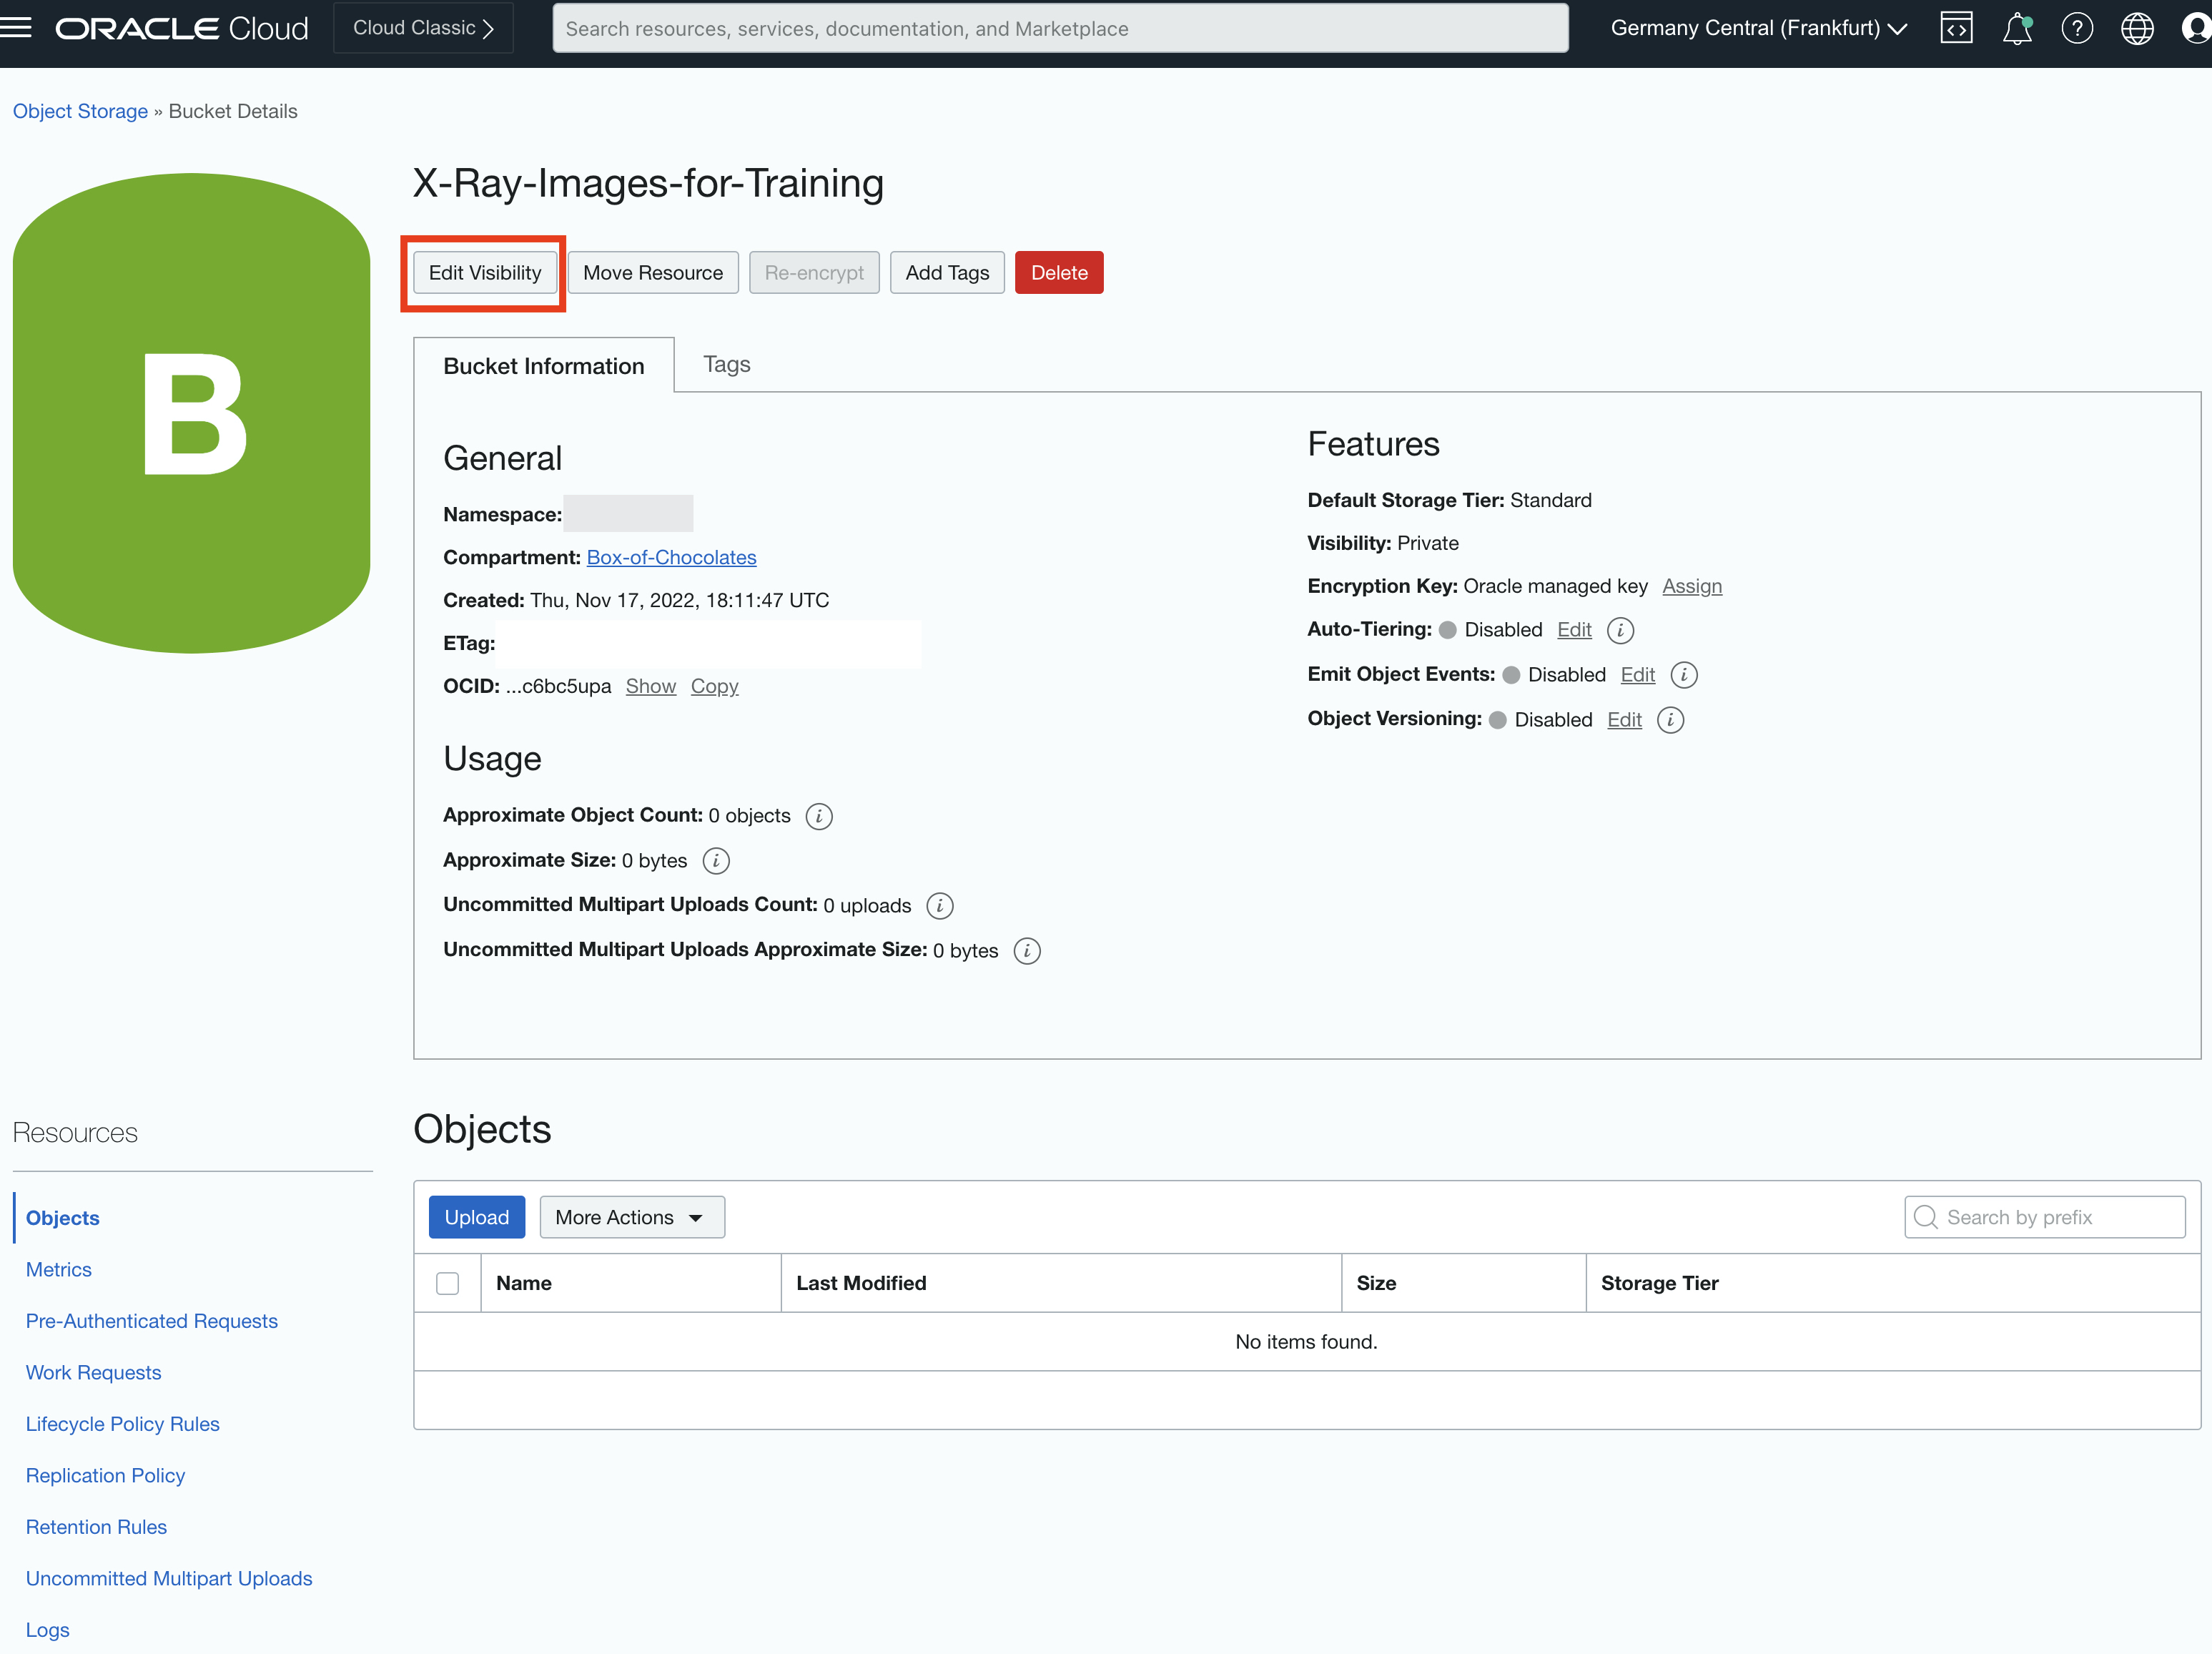 ORACLE Cloud
Cloud Classic
Search resources, services, documentation, and Marketplace
Germany Central (Frankfurt)
Object Storage » Bucket Details
B
X-Ray-Images-for-Training
Edit Visibility
Move Resource
Re-encrypt
Add Tags
Delete
Bucket Information
Tags
General
Namespace:
Compartment: Box-of-Chocolates
Created: Thu, Nov 17, 2022, 18:11:47 UTC
ETag:
OCID: ...c6bc5upa Show Copy
Usage
Approximate Object Count: 0 objects
Approximate Size: 0 bytes
Uncommitted Multipart Uploads Count: 0 uploads
Uncommitted Multipart Uploads Approximate Size: 0 bytes
Features
Default Storage Tier: Standard
Visibility: Private
Encryption Key: Oracle managed key Assign
Auto-Tiering: Disabled Edit
Emit Object Events: Disabled Edit
Object Versioning: Disabled Edit
Resources
Objects
Metrics
Pre-Authenticated Requests
Work Requests
Lifecycle Policy Rules
Replication Policy
Retention Rules
Uncommitted Multipart Uploads
Logs
Objects
Upload
More Actions
Search by prefix
Name
Last Modified
Size
Storage Tier
No items found.